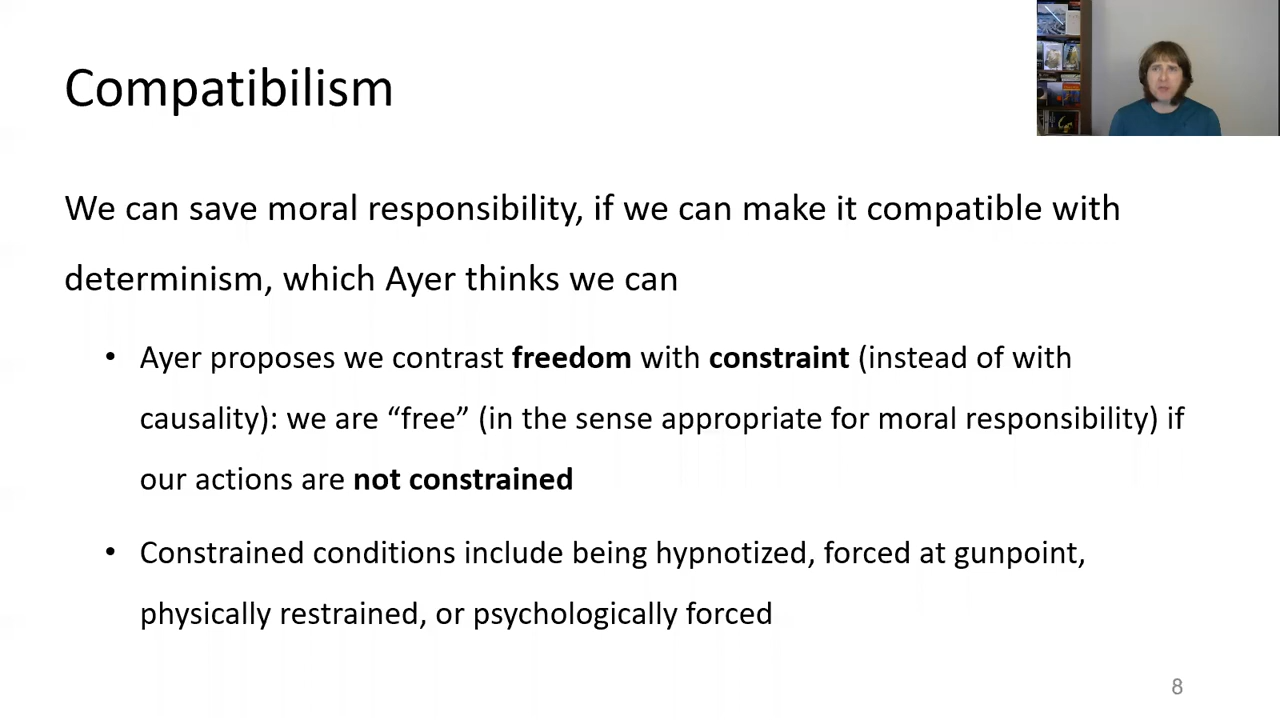 Compatibilism
We can save moral responsibility, if we can make it compatible with
determinism, which Ayer thinks we can
• Ayer proposes we contrast freedom with constraint (instead of with
causality): we are “free” (in the sense appropriate for moral responsibility) if
our actions are not constrained
• Constrained conditions include being hypnotized, forced at gunpoint,
physically restrained, or psychologically forced
8